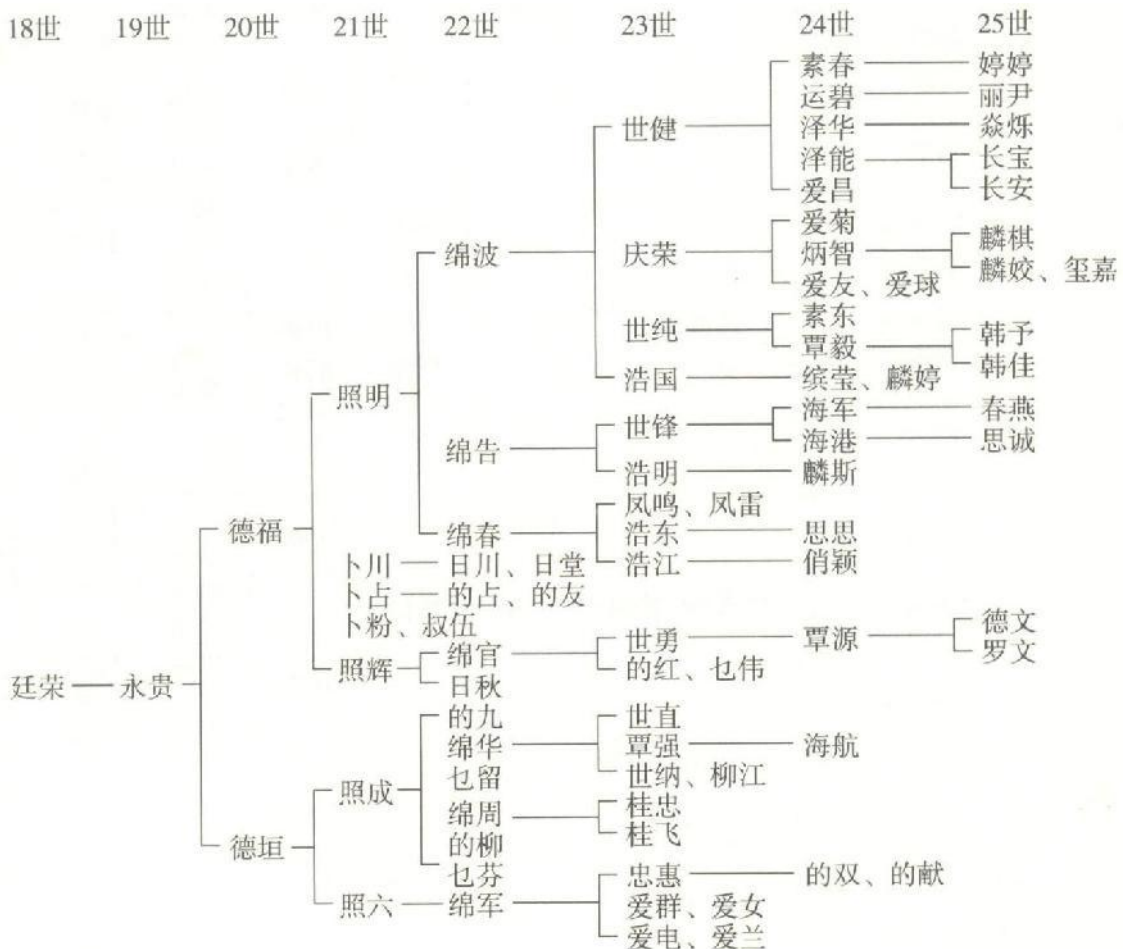 18世 19世 20世 21世 22世 23世 24世 25世
素春 婷婷
运碧 丽尹
世健 泽华 焱烁
泽能 长宝
爱昌 长安
爱菊
绵波 庆荣 炳智 麟棋
爱友、爱球 麟姣、玺嘉
素东
世纯 覃毅 韩予
韩佳
浩国 缤莹、麟婷
照明 海军 春燕
世锋 海港 思诚
绵告
浩明 麟斯
凤鸣、凤雷
德福 绵春 浩东 思思
卜川 日川、日堂 浩江 俏颖
卜占 的占、的友
卜粉、叔伍
世勇 覃源 德文
照辉 绵官 的红、乜伟 罗文
廷荣 永贵 日秋
的九 世直
绵华 覃强 海航
乜留 世纳、柳江
照成 绵周 桂忠
德垣 的柳 桂飞
乜芬 忠惠 的双、的献
照六 绵军 爱群、爱女
爱电、爱兰